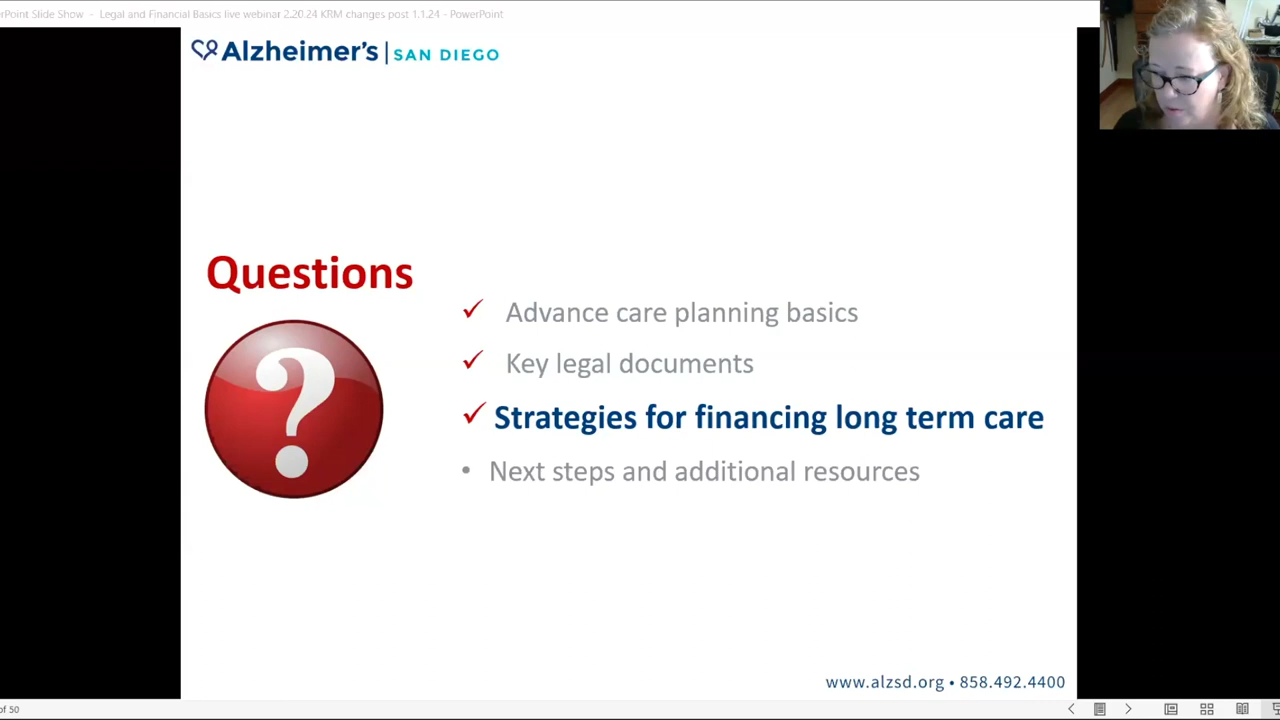 rPoint Slide Show - Legal and Financial Basics live webinar 2.20.24 KRM changes post 1.1.24 - PowerPoint
Alzheimer's | SAN DIEGO
Questions
?
✓ Advance care planning basics
✓ Key legal documents
✓ Strategies for financing long term care
• Next steps and additional resources
www.alzsd.org • 858.492.4400
of 50